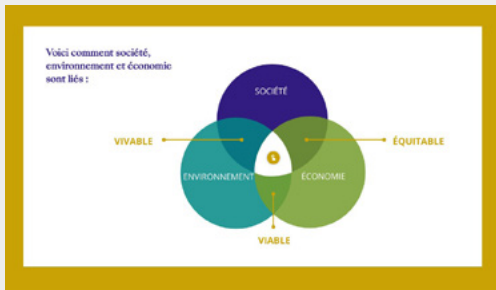 Voici comment société,
environnement et économie
sont liés :
SOCIÉTÉ
VIVABLE
ÉQUITABLE
ENVIRONNEMENT
ÉCONOMIE
VIABLE